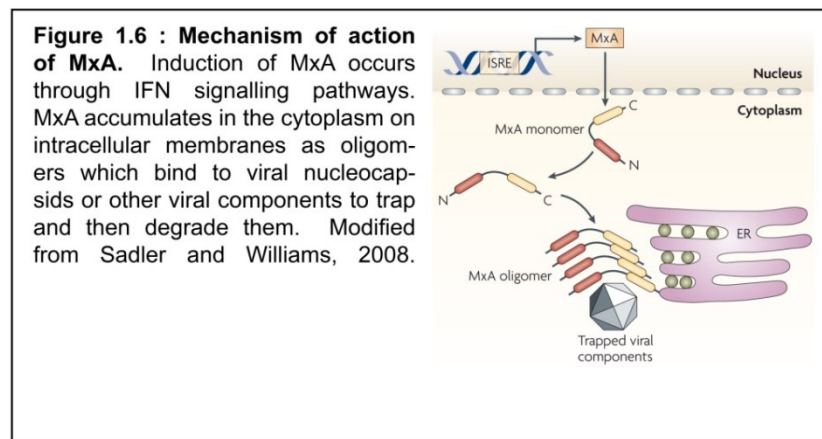 Figure 1.6 : Mechanism of action
of MxA. Induction of MxA occurs
through IFN signalling pathways.
MxA accumulates in the cytoplasm on
intracellular membranes as oligom-
ers which bind to viral nucleocap-
sids or other viral components to trap
and then degrade them. Modified
from Sadler and Williams, 2008.
MxA
ISRE
Nucleus
Cytoplasm
C
MxA monomer
N
N
C
ER
MxA oligomer
Trapped viral
components